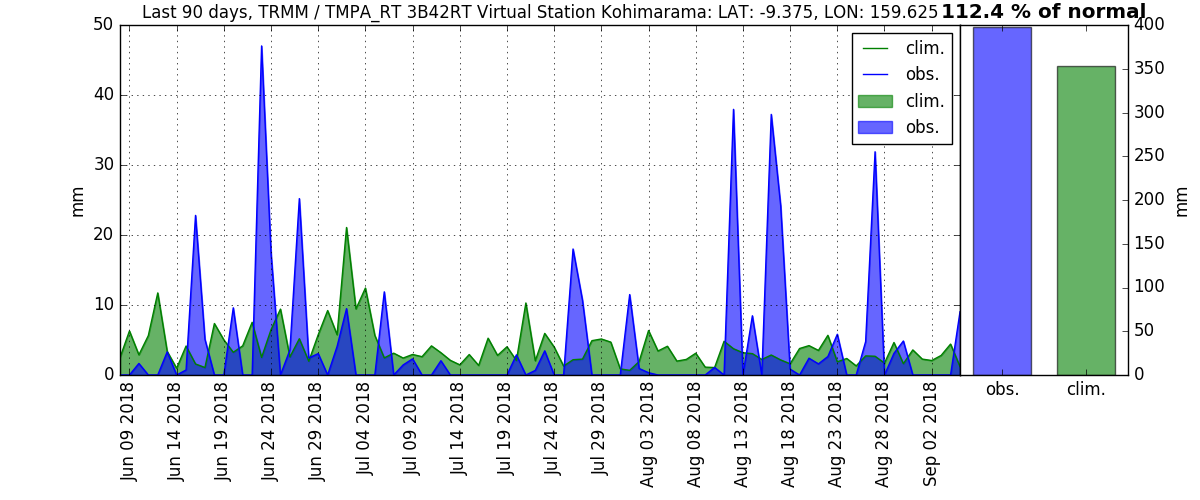 Last 90 days, TRMM / TMPA_RT 3B42RT Virtual Station Kohimarama: LAT: -9.375, LON: 159.625 112.4 % of normal
50
40
30
20
10
0
mm
clim.
obs.
clim.
obs.
400
350
300
250
200
150
100
50
0
mm
obs.
clim.
Jun 09 2018
Jun 14 2018
Jun 19 2018
Jun 24 2018
Jun 29 2018
Jul 04 2018
Jul 09 2018
Jul 14 2018
Jul 19 2018
Jul 24 2018
Jul 29 2018
Aug 03 2018
Aug 08 2018
Aug 13 2018
Aug 18 2018
Aug 23 2018
Aug 28 2018
Sep 02 2018